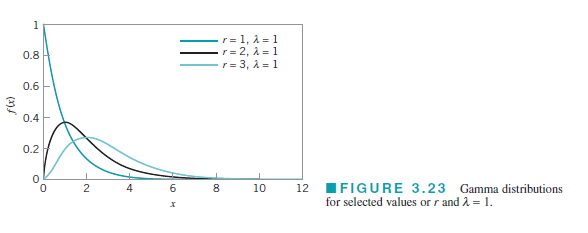 1
0.8
0.6
0.4
0.2
0
f(x)
r = 1, λ = 1
r = 2, λ = 1
r = 3, λ = 1
0 2 4 6 8 10 12
x
■ FIGURE 3.23 Gamma distributions
for selected values or r and λ = 1.